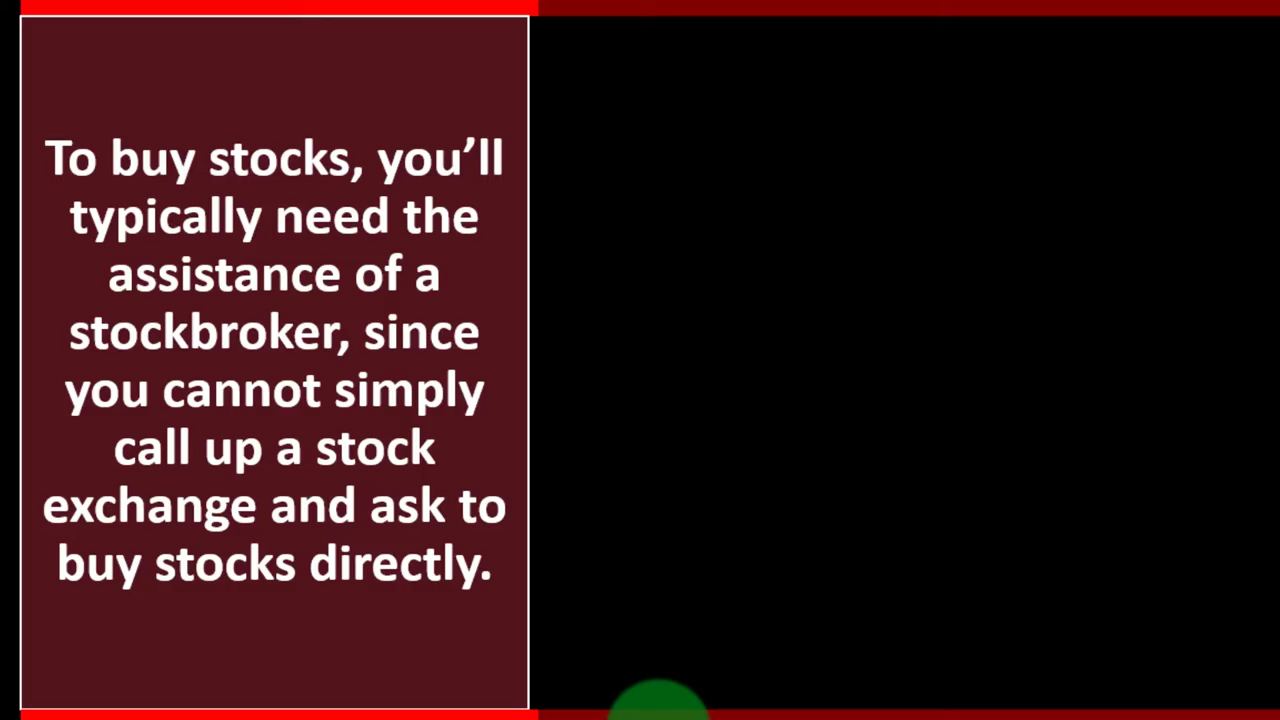 To buy stocks, you’ll
typically need the
assistance of a
stockbroker, since
you cannot simply
call up a stock
exchange and ask to
buy stocks directly.